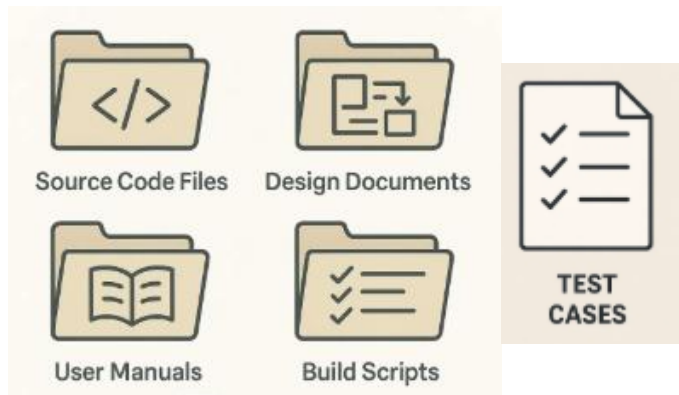 Source Code Files
Design Documents
User Manuals
Build Scripts
TEST
CASES